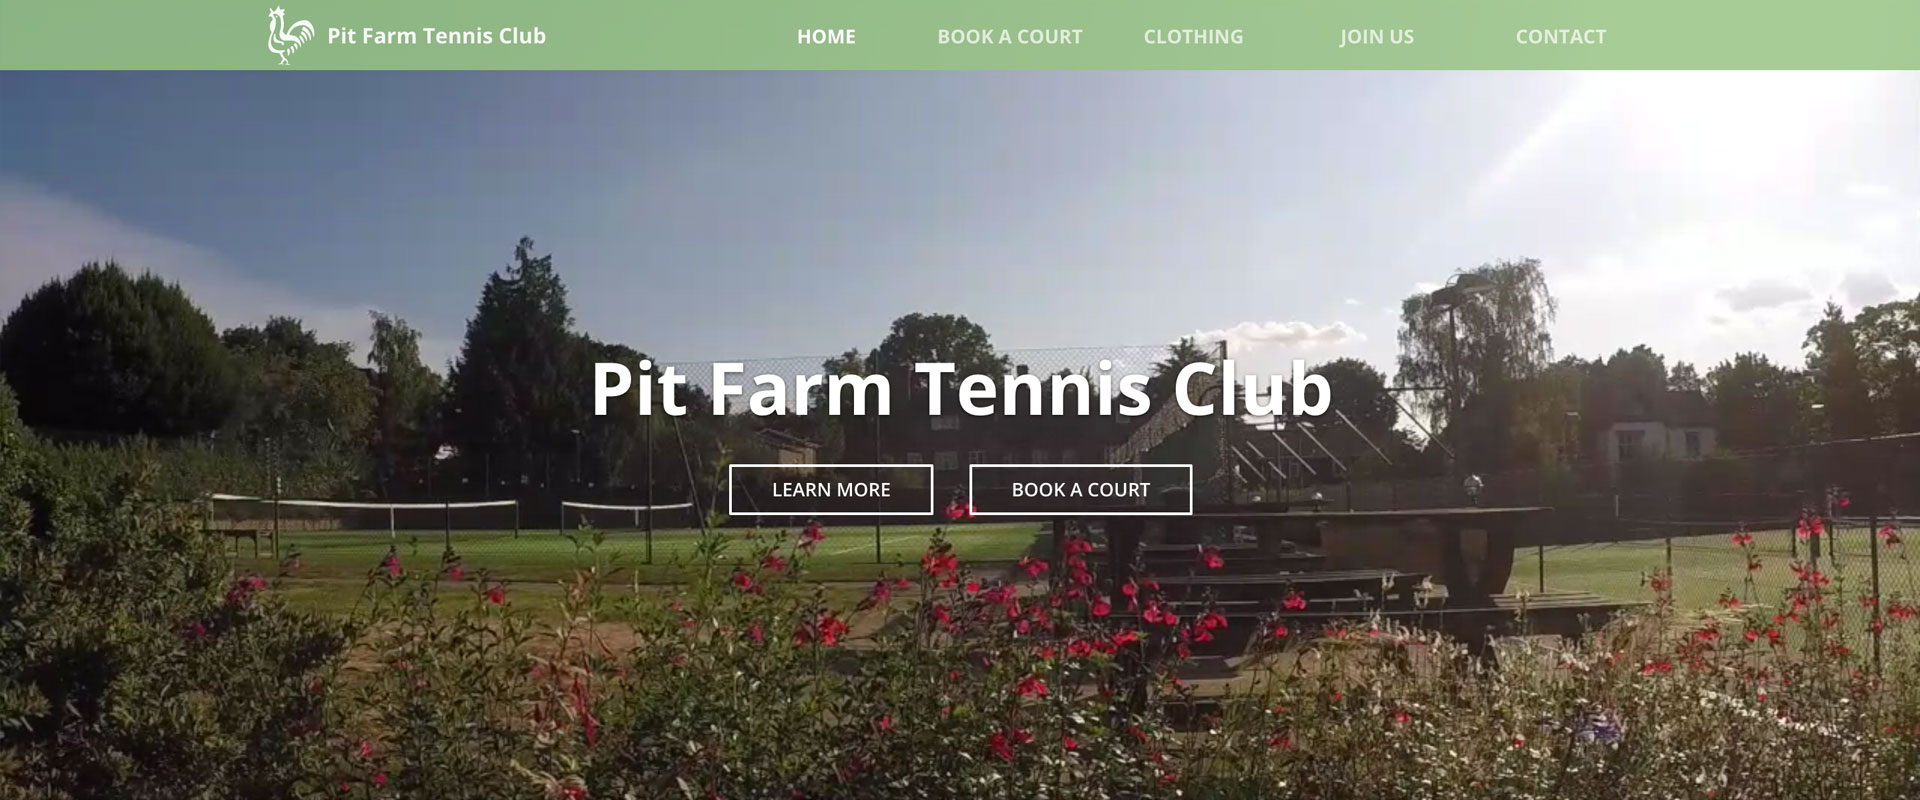 Pit Farm Tennis Club
HOME
BOOK A COURT
CLOTHING
JOIN US
CONTACT
Pit Farm Tennis Club
LEARN MORE
BOOK A COURT